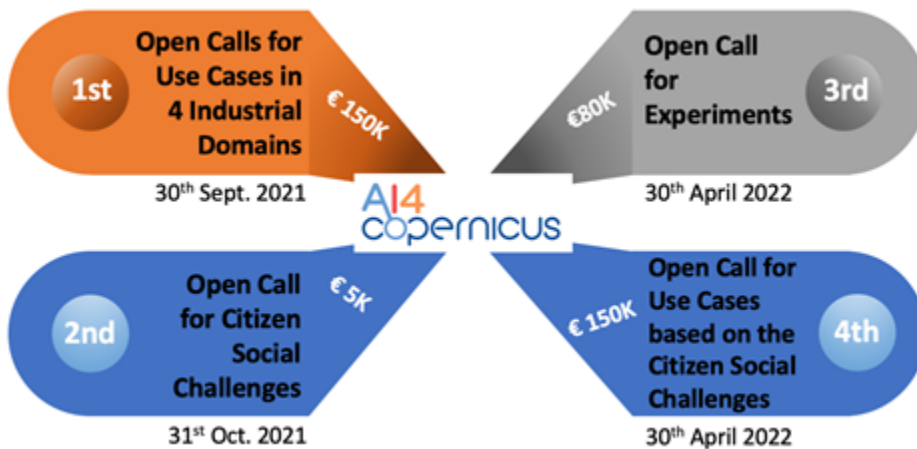 1st
Open Calls for
Use Cases in
4 Industrial
Domains
€ 150K
30th Sept. 2021
Open Call
for
Experiments
€80K
3rd
30th April 2022
AI4
copernicus
2nd
Open Call
for Citizen
Social
Challenges
€ 5K
31st Oct. 2021
Open Call for
Use Cases
based on the
Citizen Social
Challenges
€ 150K
4th
30th April 2022